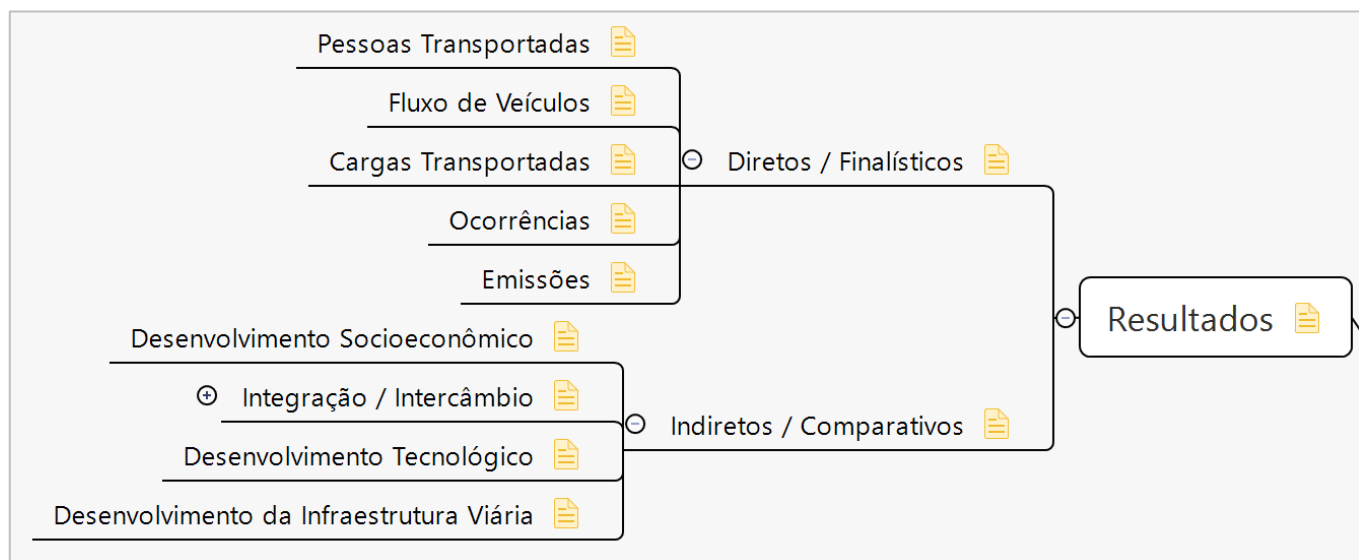 Pessoas Transportadas
Fluxo de Veículos
Cargas Transportadas
Diretos / Finalísticos
Ocorrências
Emissões
Resultados
Desenvolvimento Socioeconômico
Integração / Intercâmbio
Indiretos / Comparativos
Desenvolvimento Tecnológico
Desenvolvimento da Infraestrutura Viária